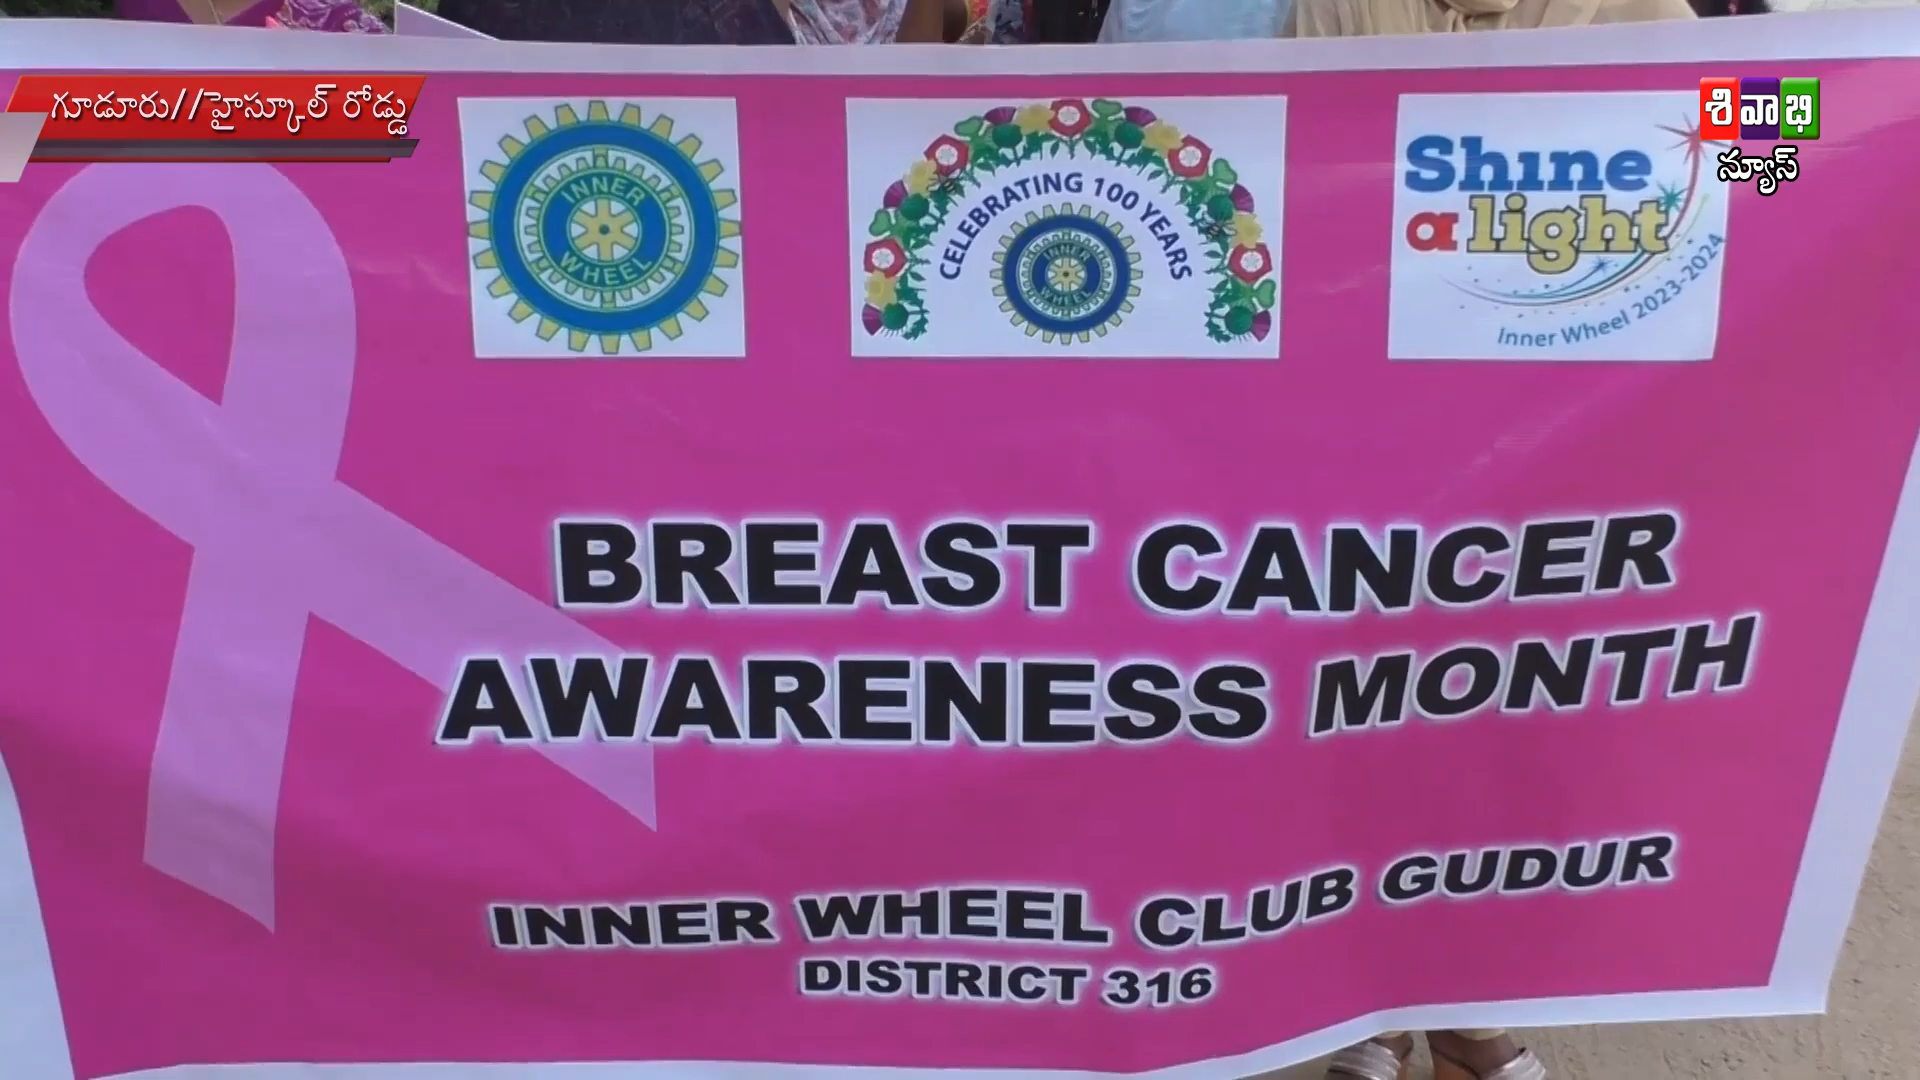 గూడూరు//హైస్కూల్ రోడ్డు
శివాభి
న్యూస్
INNER
WHEEL
CELEBRATING 100 YEARS
INNER
WHEEL
Shine
a light
Inner Wheel 2023-2024
BREAST CANCER
AWARENESS MONTH
INNER WHEEL CLUB GUDUR
DISTRICT 316